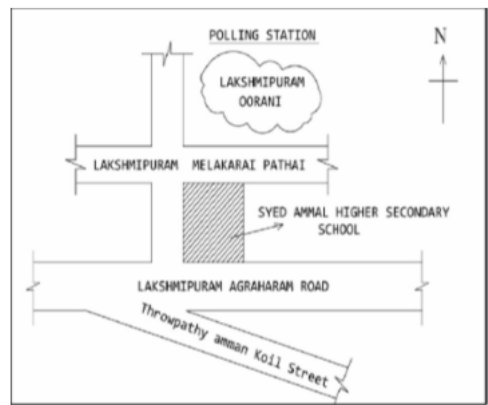 POLLING STATION
N
LAKSHMIPURAM
OORANI
LAKSHMIPURAM MELAKARAI PATHAI
SYED AMMAL HIGHER SECONDARY
SCHOOL
LAKSHMIPURAM AGRAHARAM ROAD
Throwpathy amman Koil Street